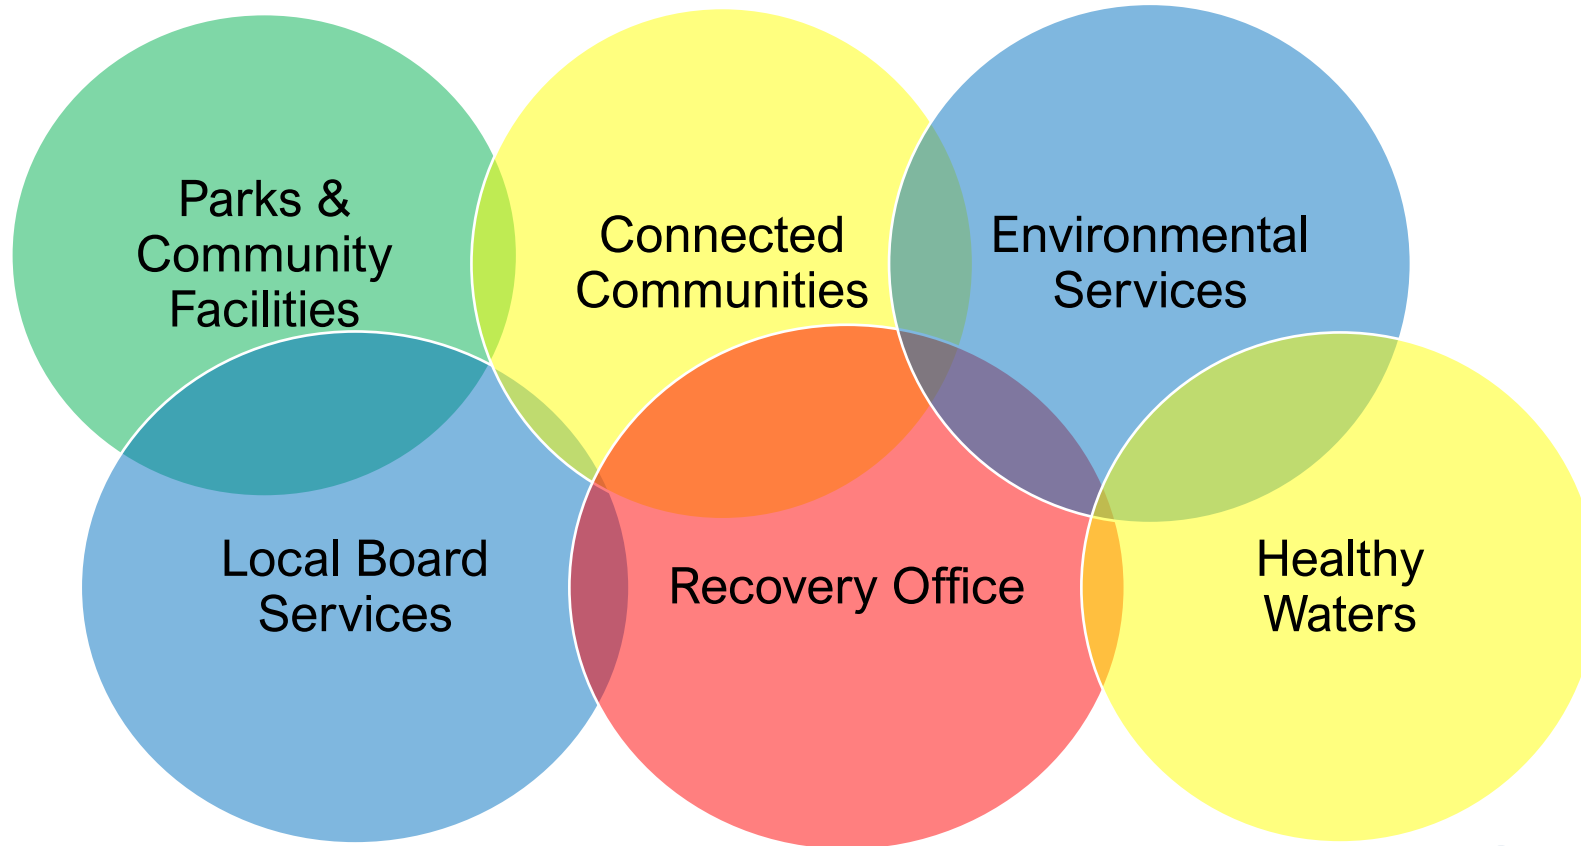 Parks &
Community
Facilities
Connected
Communities
Environmental
Services
Local Board
Services
Recovery Office
Healthy
Waters